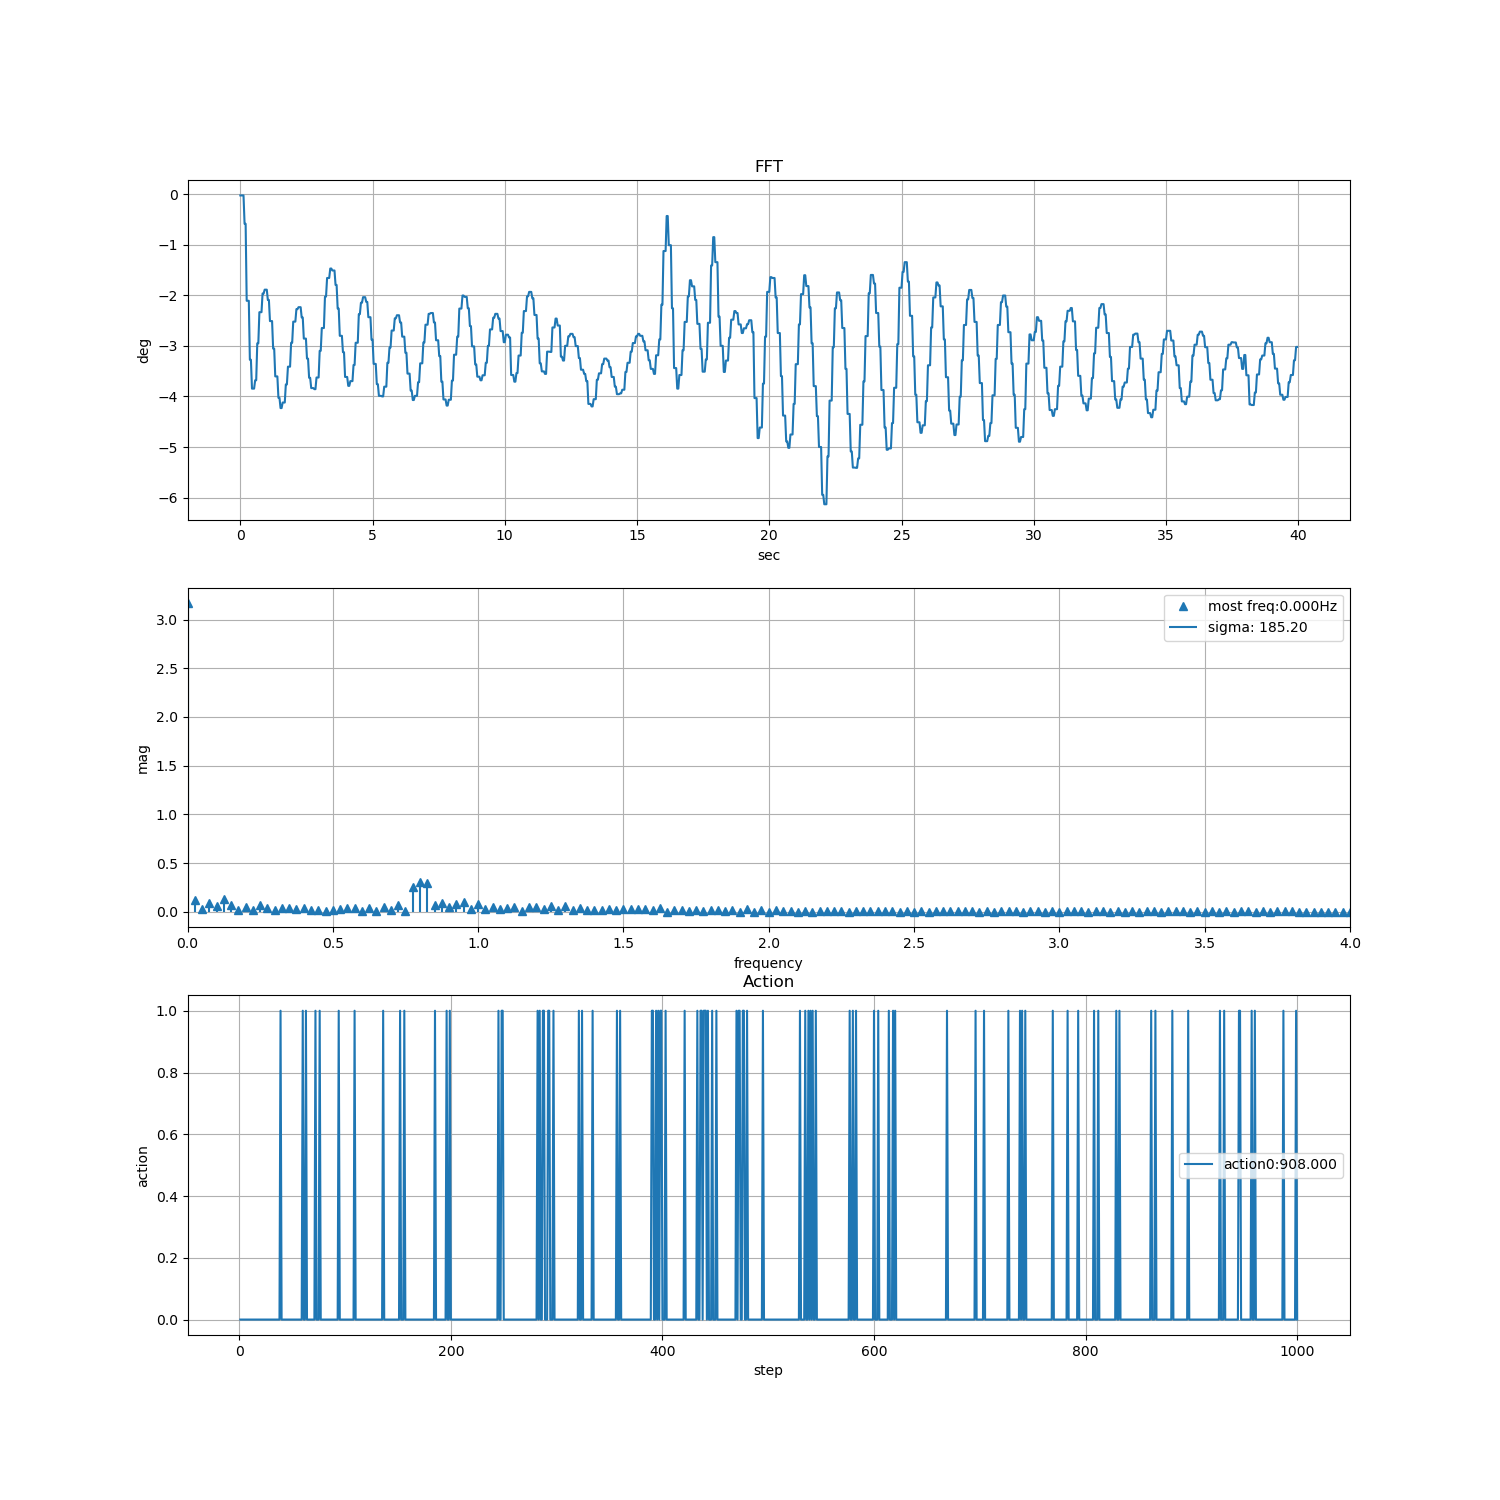 FFT
0
−1
−2
−3
−4
−5
−6
deg
0 5 10 15 20 25 30 35 40
sec
most freq:0.000Hz
sigma: 185.20
3.0
2.5
2.0
1.5
1.0
0.5
0.0
mag
0.0 0.5 1.0 1.5 2.0 2.5 3.0 3.5 4.0
frequency
Action
1.0
0.8
0.6
0.4
0.2
0.0
action
action0:908.000
0 200 400 600 800 1000
step